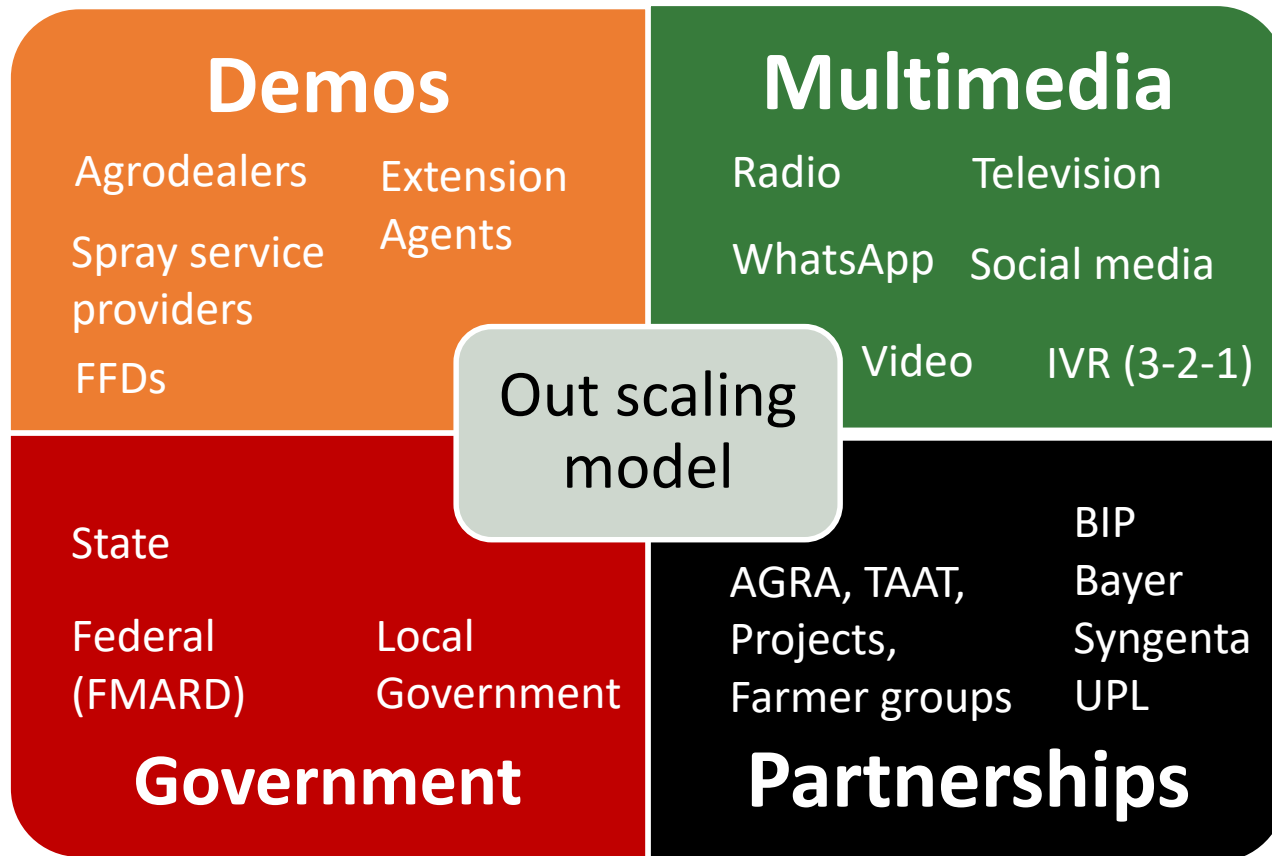 Demos
Agrodealers
Extension
Agents
Spray service
providers
FFDs
Multimedia
Radio
Television
WhatsApp
Social media
Video
IVR (3-2-1)
Out scaling
model
State
Federal
(FMARD)
Local
Government
Government
AGRA, TAAT,
Projects,
Farmer groups
BIP
Bayer
Syngenta
UPL
Partnerships